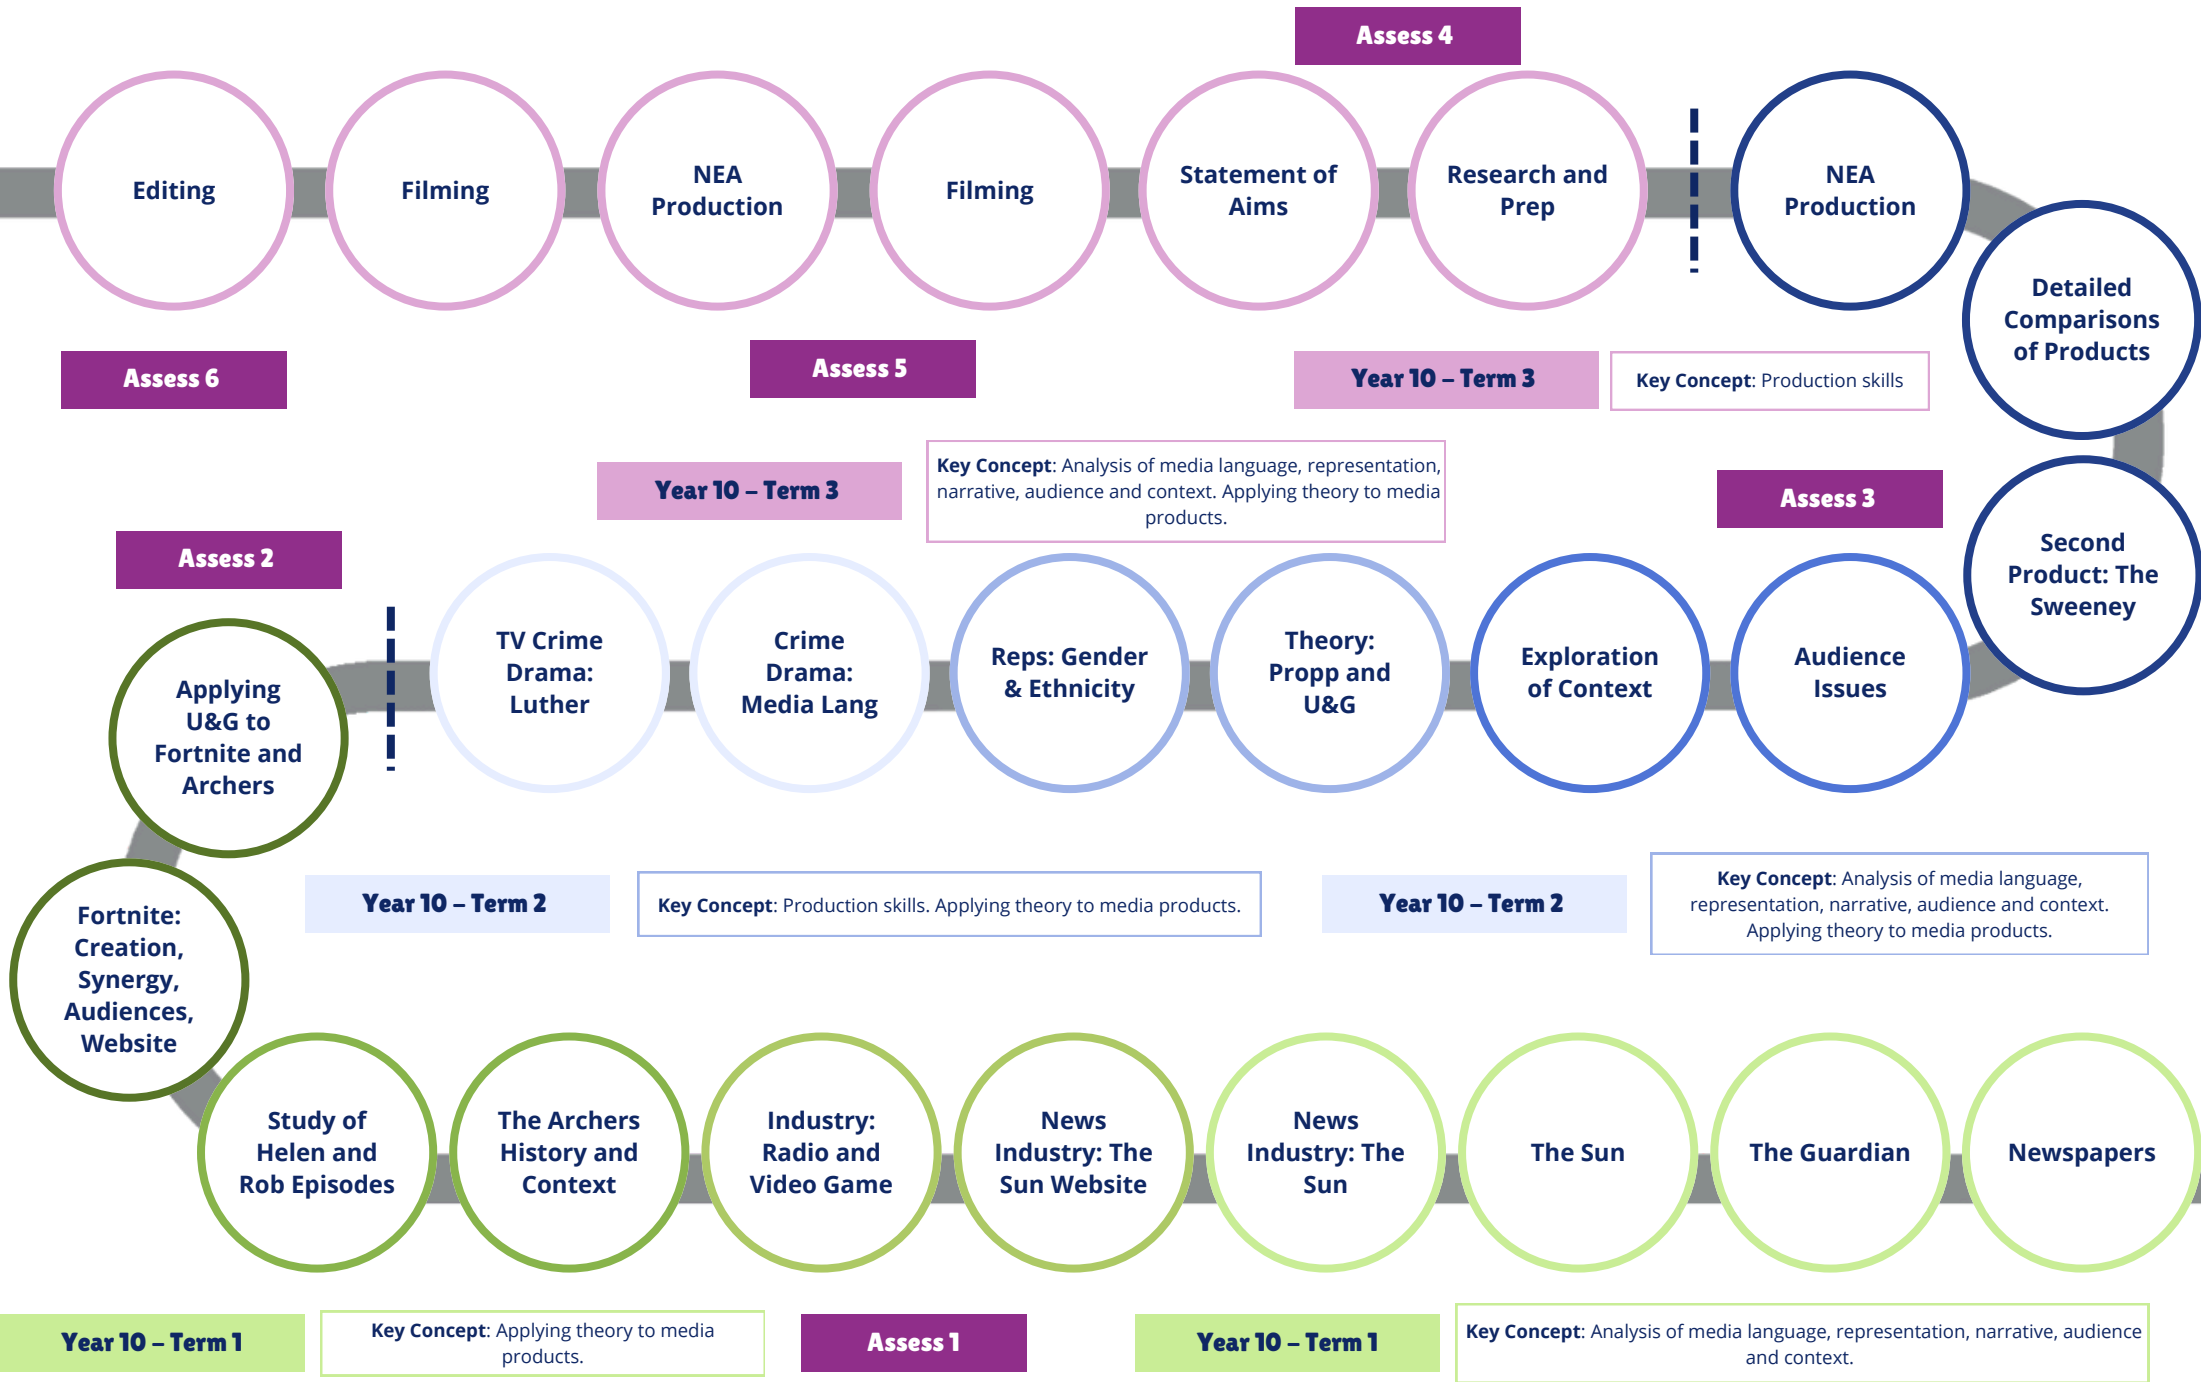 Assess 4
Editing
Filming
NEA
Production
Filming
Statement of
Aims
Research and
Prep
NEA
Production
Detailed
Comparisons
of Products
Assess 6
Assess 5
Year 10 – Term 3
Key Concept: Production skills
Year 10 – Term 3
Key Concept: Analysis of media language, representation,
narrative, audience and context. Applying theory to media
products.
Assess 3
Second
Product: The
Sweeney
Assess 2
Applying
U&G to
Fortnite and
Archers
TV Crime
Drama:
Luther
Crime
Drama:
Media Lang
Reps: Gender
& Ethnicity
Theory:
Propp and
U&G
Exploration
of Context
Audience
Issues
Year 10 – Term 2
Key Concept: Production skills. Applying theory to media products.
Year 10 – Term 2
Key Concept: Analysis of media language,
representation, narrative, audience and context.
Applying theory to media products.
Fortnite:
Creation,
Synergy,
Audiences,
Website
Study of
Helen and
Rob Episodes
The Archers
History and
Context
Industry:
Radio and
Video Game
News
Industry: The
Sun Website
News
Industry: The
Sun
The Sun
The Guardian
Newspapers
Year 10 – Term 1
Key Concept: Applying theory to media
products.
Assess 1
Year 10 – Term 1
Key Concept: Analysis of media language, representation, narrative, audience
and context.